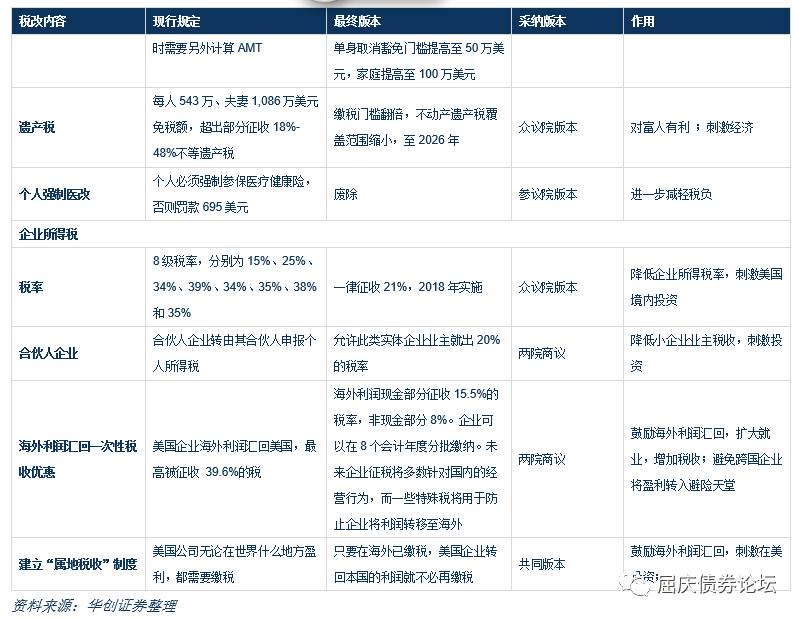 税改内容 现行规定 最终版本 采纳版本 作用
时需要另外计算 AMT
单身取消豁免门槛提高至 50 万美
元，家庭提高至 100 万美元
遗产税
每人 543 万、夫妻 1,086 万美元
免税额，超出部分征收 18%-
48%不等遗产税
缴税门槛翻倍，不动产遗产税覆
盖范围缩小，至 2026 年
众议院版本
对富人有利 ；刺激经济
个人强制医改
个人必须强制参保医疗健康险，
否则罚款 695 美元
废除
参议院版本
进一步减轻税负
企业所得税
税率
8 级税率，分别为 15%、25%、
34%、39%、34%、35%、38%
和 35%
一律征收 21%，2018 年实施
众议院版本
降低企业所得税率，刺激美国
境内投资
合伙人企业
合伙人企业转由其合伙人申报个
人所得税
允许此类实体企业业主就出 20%
的税率
两院商议
降低小企业业主税收，刺激投
资
海外利润汇回一次性税
收优惠
美国企业海外利润汇回美国，最
高被征收 39.6%的税
海外利润现金部分征收 15.5%的
税率，非现金部分 8%。企业可
以在 8 个会计年度分批缴纳。未
来企业征税将多数针对国内的经
营行为，而一些特殊税将用于防
止企业将利润转移至海外
两院商议
鼓励海外利润汇回，扩大就
业，增加税收；避免跨国企业
将盈利转入避险天堂
建立“属地税收”制度
美国公司无论在世界什么地方盈
利，都需要缴税
只要在海外已缴税，美国企业转
回本国的利润就不必再缴税
共同版本
鼓励海外利润汇回，刺激在美
投资；
屈庆债券论坛
资料来源：华创证券整理